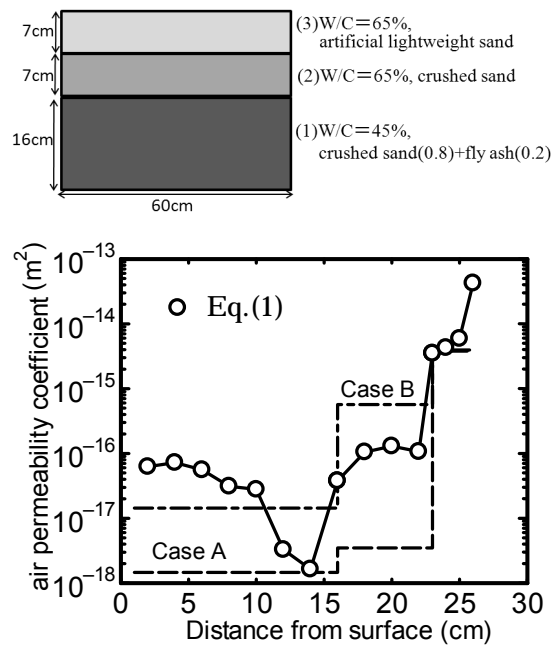 7cm
(3)W/C=65%,
artificial lightweight sand
7cm
(2)W/C=65%, crushed sand
16cm
(1)W/C=45%,
crushed sand(0.8)+fly ash(0.2)
60cm
air permeability coefficient (m²)
10⁻¹³
10⁻¹⁴
10⁻¹⁵
10⁻¹⁶
10⁻¹⁷
10⁻¹⁸
Eq.(1)
Case B
Case A
0 5 10 15 20 25 30
Distance from surface (cm)